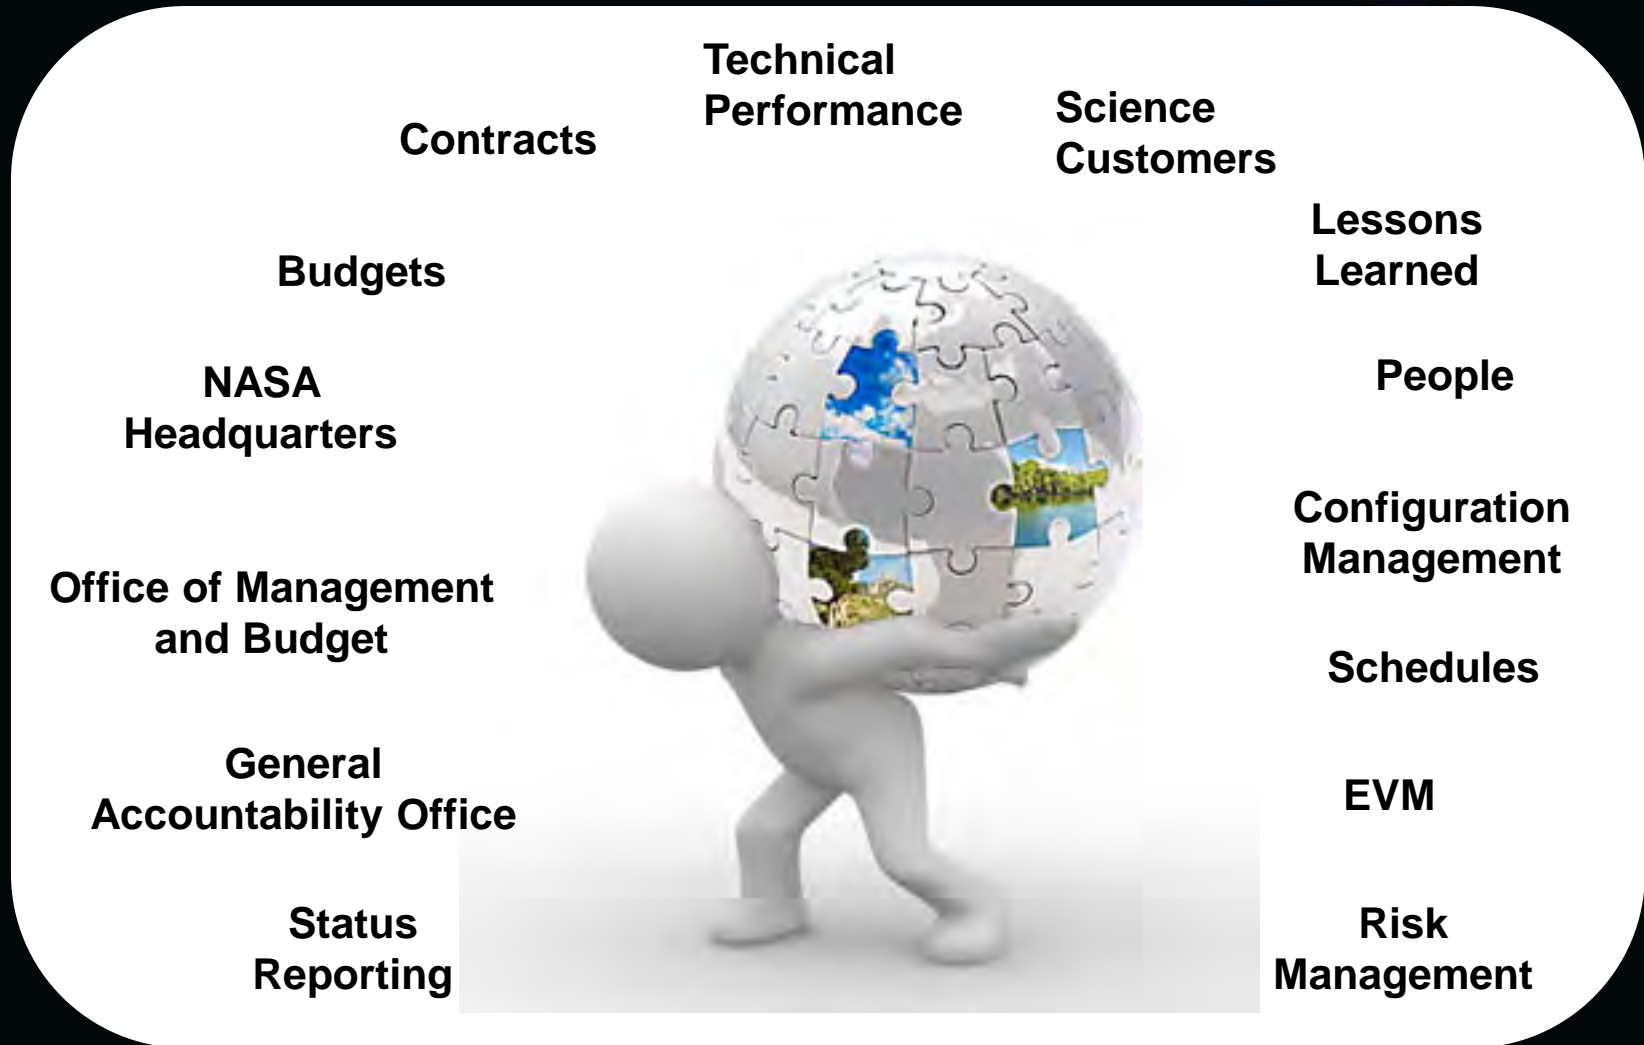 Technical
Performance
Science
Customers
Contracts
Lessons
Learned
Budgets
People
NASA
Headquarters
Configuration
Management
Office of Management
and Budget
Schedules
General
Accountability Office
EVM
Status
Reporting
Risk
Management